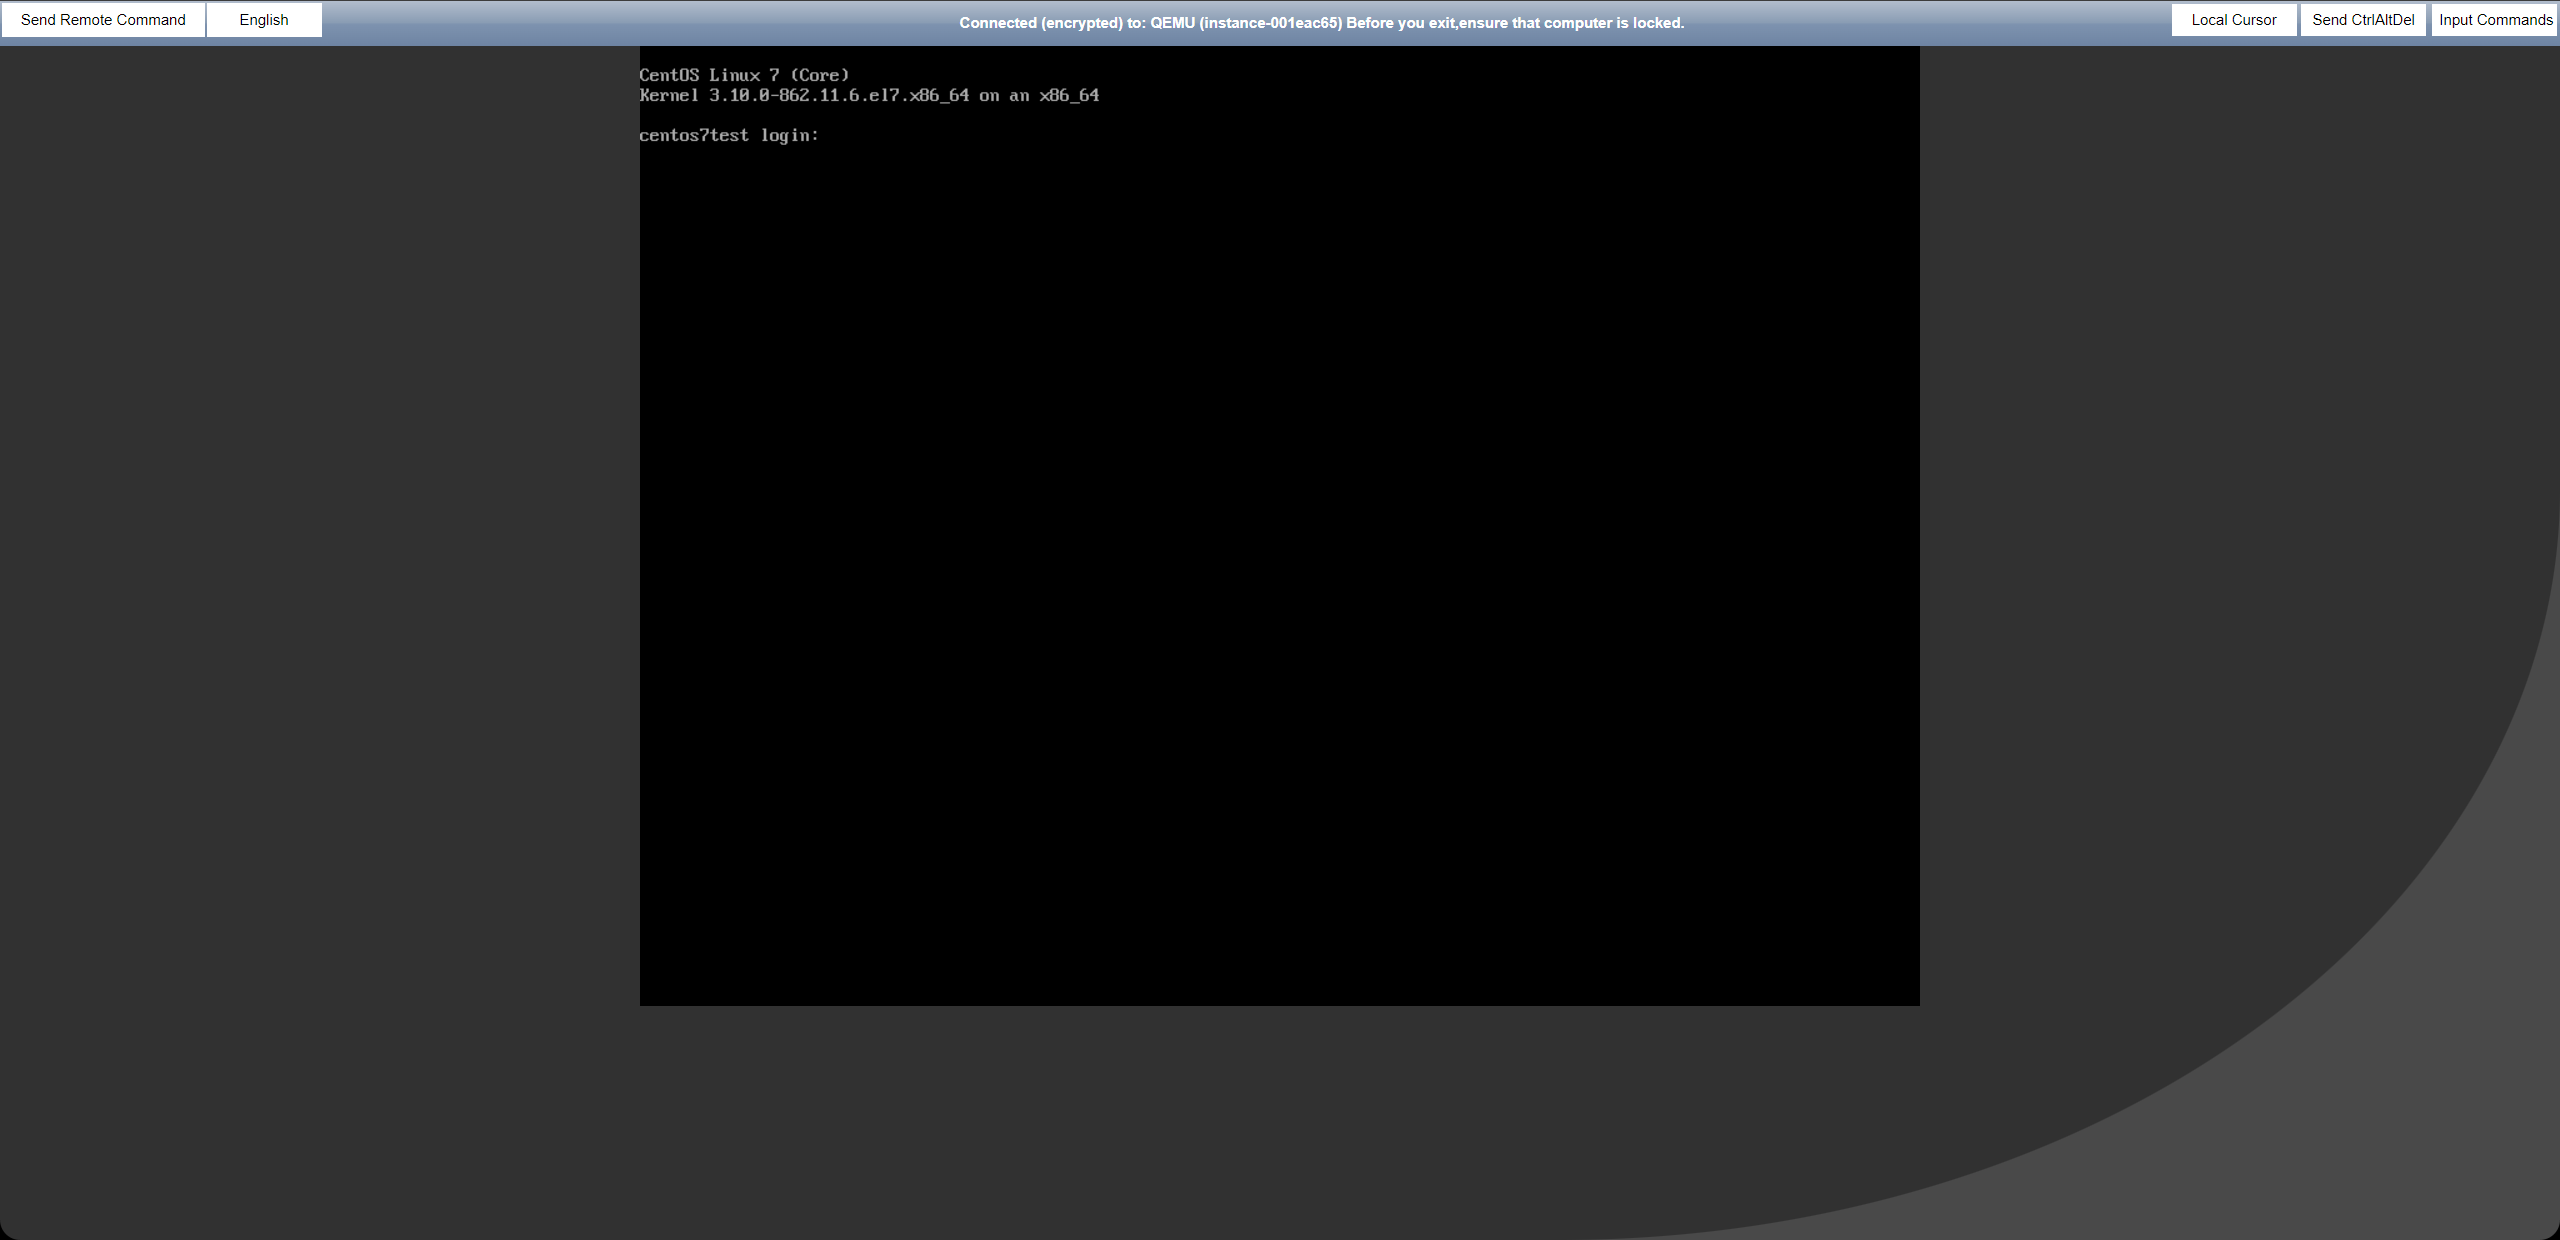 Send Remote Command English Connected (encrypted) to: QEMU (instance-001eac65) Before you exit,ensure that computer is locked. Local Cursor Send CtrlAltDel Input Commands
CentOS Linux 7 (Core)
Kernel 3.10.0-862.11.6.el7.x86_64 on an x86_64
centos7test login: